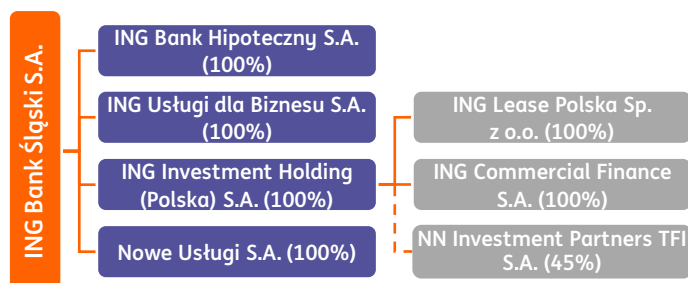 ING Bank Śląski S.A.
ING Bank Hipoteczny S.A.
(100%)
ING Usługi dla Biznesu S.A.
(100%)
ING Investment Holding
(Polska) S.A. (100%)
Nowe Usługi S.A. (100%)
ING Lease Polska Sp.
z o.o. (100%)
ING Commercial Finance
S.A. (100%)
NN Investment Partners TFI
S.A. (45%)